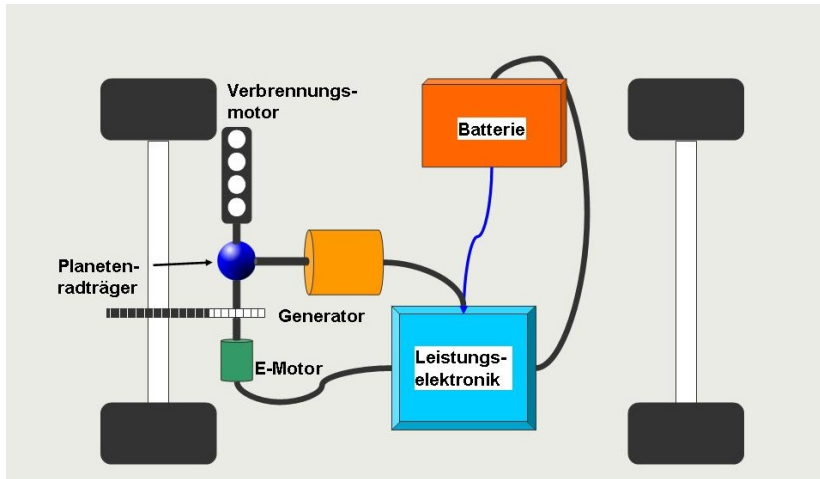 Verbrennungs-
motor
Batterie
Planeten-
radträger
Generator
E-Motor
Leistungs-
elektronik